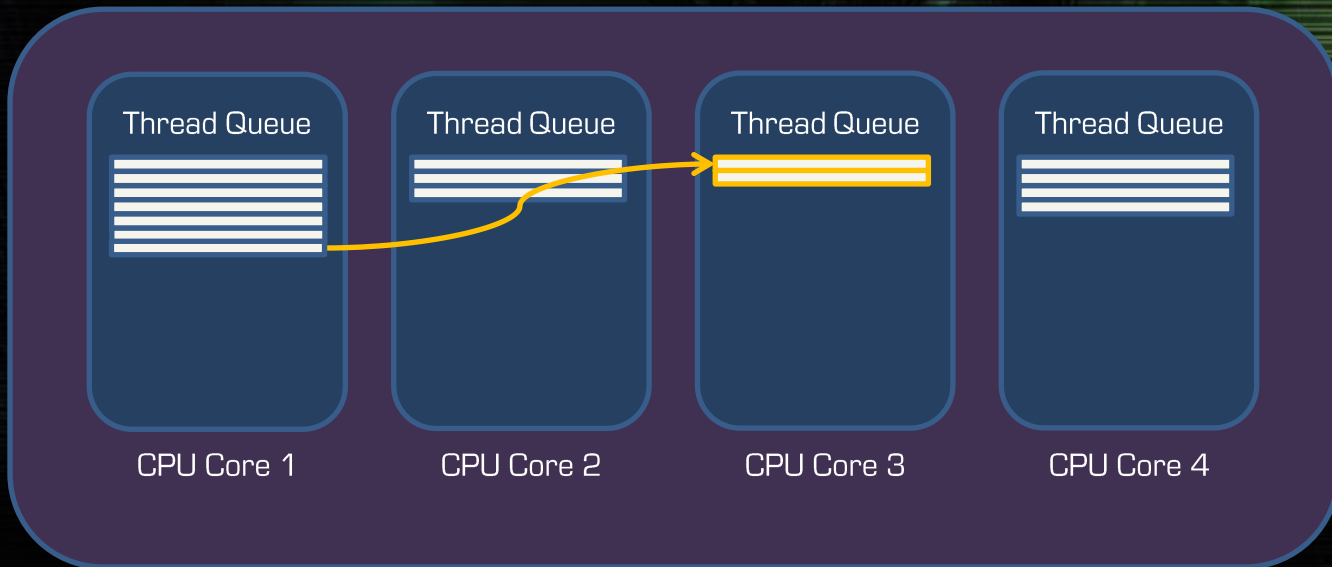 Thread Queue
Thread Queue
Thread Queue
Thread Queue
CPU Core 1
CPU Core 2
CPU Core 3
CPU Core 4